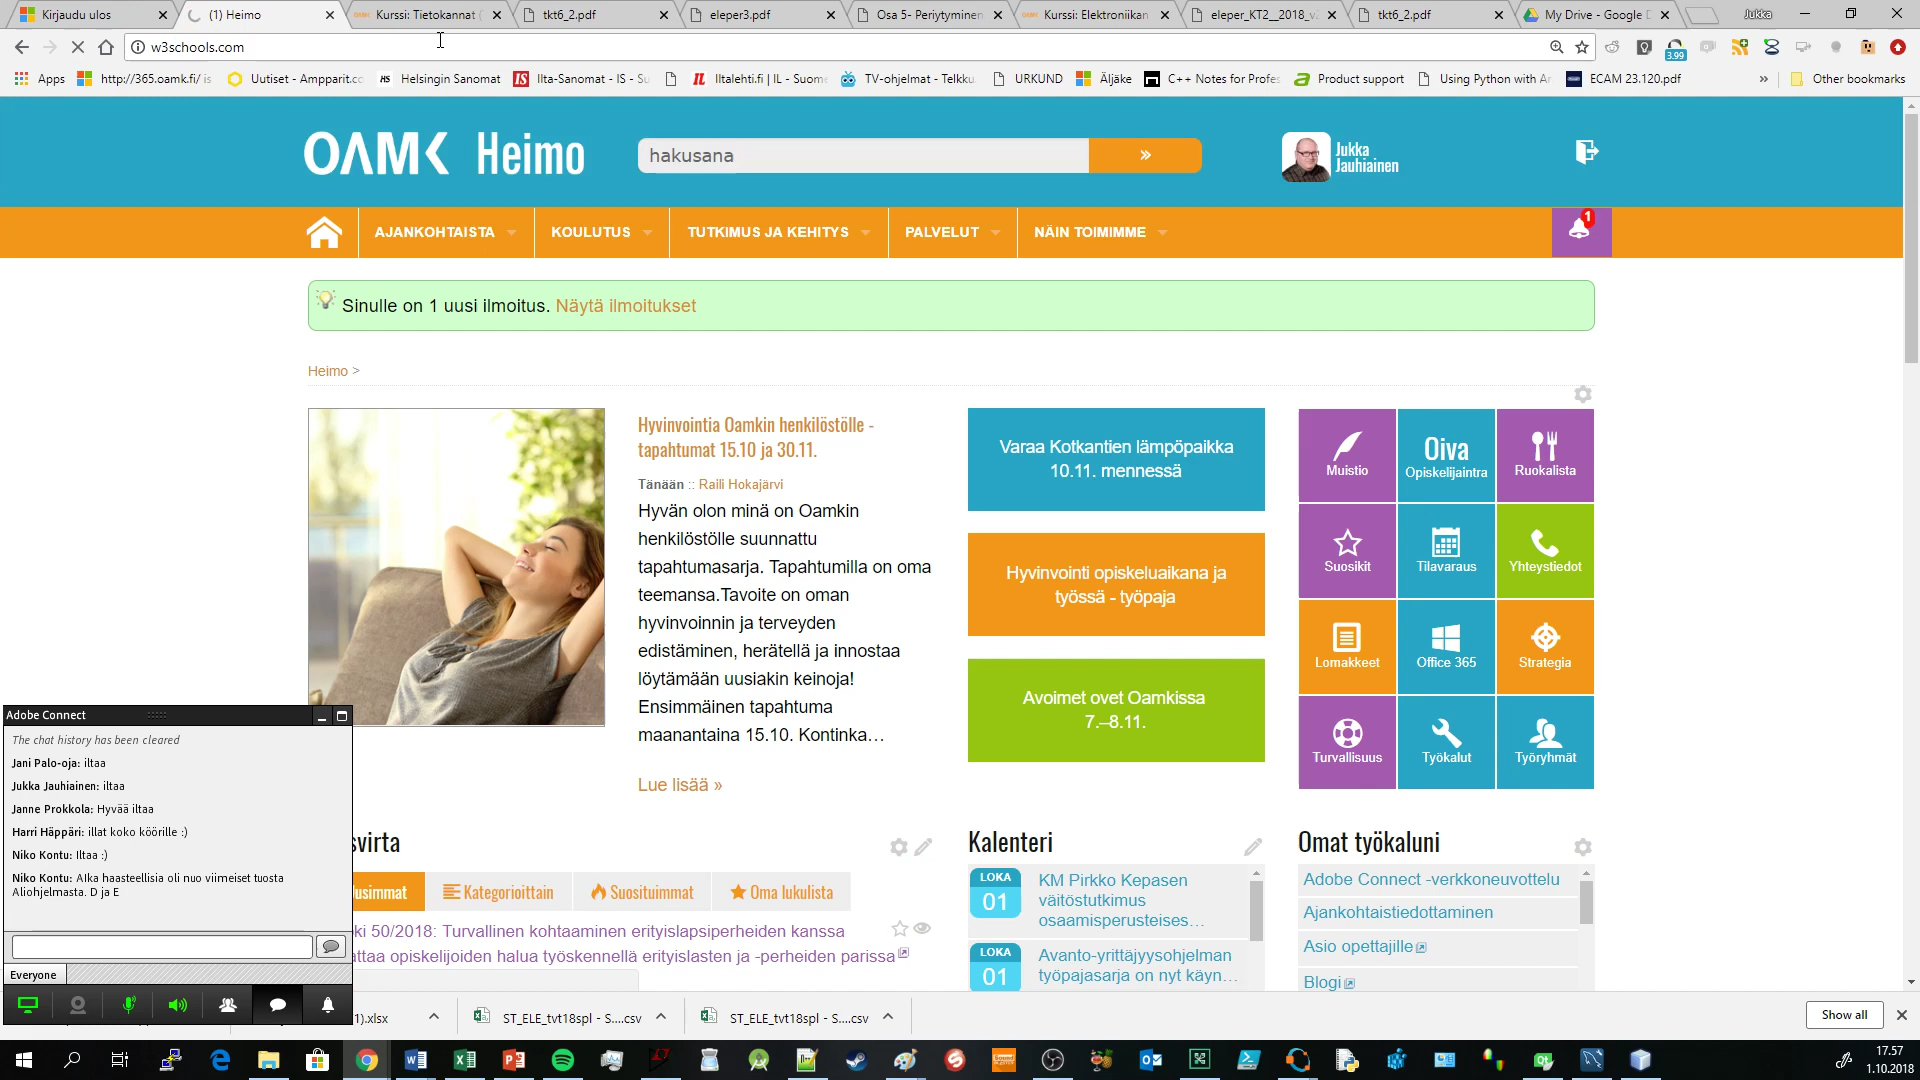 Kirjaudu ulos
(1) Heimo
Kurssi: Tietokannat (
tkt6_2.pdf
eleper3.pdf
Osa 5- Periytyminen
Kurssi: Elektroniikan
eleper_KT2__2018_v
tkt6_2.pdf
My Drive - Google D
Jukka
w3schools.com
3.99
Apps
http://365.oamk.fi/ is
Uutiset - Ampparit.co
HS Helsingin Sanomat
IS Ilta-Sanomat - IS - Su
IL Iltalehti.fi | IL - Suom
TV-ohjelmat - Telkku
URKUND
Äljäke
C++ Notes for Profes
Product support
Using Python with Ar
ECAM 23.120.pdf
»
Other bookmarks
OAMK Heimo
hakusana
»
Jukka
Jauhiainen
AJANKOHTAISTA
KOULUTUS
TUTKIMUS JA KEHITYS
PALVELUT
NÄIN TOIMIMME
1
Sinulle on 1 uusi ilmoitus. Näytä ilmoitukset
Heimo >
Hyvinvointia Oamkin henkilöstölle -
tapahtumat 15.10 ja 30.11.
Tänään :: Raili Hokajärvi
Hyvän olon minä on Oamkin
henkilöstölle suunnattu
tapahtumasarja. Tapahtumilla on oma
teemansa.Tavoite on oman
hyvinvoinnin ja terveyden
edistäminen, herätellä ja innostaa
löytämään uusiakin keinoja!
Ensimmäinen tapahtuma
maanantaina 15.10. Kontinka…
Lue lisää »
Varaa Kotkantien lämpöpaikka
10.11. mennessä
Hyvinvointi opiskeluaikana ja
työssä - työpaja
Avoimet ovet Oamkissa
7.–8.11.
Muistio
Oiva
Opiskelijaintra
Ruokalista
Suosikit
Tilavaraus
Yhteystiedot
Lomakkeet
Office 365
Strategia
Turvallisuus
Työkalut
Työryhmät
Adobe Connect
The chat history has been cleared
Jani Palo-oja: iltaa
Jukka Jauhiainen: iltaa
Janne Prokkola: Hyvää iltaa
Harri Häppäri: illat koko köörille :)
Niko Kontu: Iltaa :)
Niko Kontu: Alka haasteellisia oli nuo viimeiset tuosta
Aliohjelmasta. D ja E
Everyone
svirta
usimmat
Kategorioittain
Suosituimmat
Oma lukulista
ki 50/2018: Turvallinen kohtaaminen erityislapsiperheiden kanssa
attaa opiskelijoiden halua työskennellä erityislasten ja -perheiden parissa
Kalenteri
LOKA
01
KM Pirkko Kepasen
väitöstutkimus
osaamisperusteises…
LOKA
01
Avanto-yrittäjyysohjelman
työpajasarja on nyt käyn…
Omat työkaluni
Adobe Connect -verkkoneuvottelu
Ajankohtaistiedottaminen
Asio opettajille
Blogi
1).xlsx
ST_ELE_tvt18spl - S....csv
ST_ELE_tvt18spl - S....csv
Show all
17.57
1.10.2018